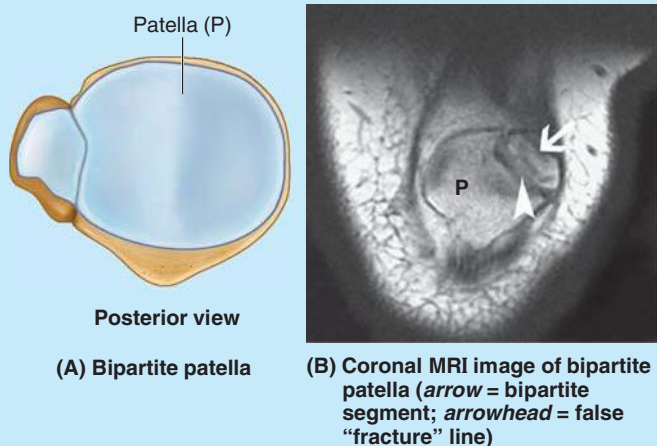 Patella (P)
Posterior view
(A) Bipartite patella
P
(B) Coronal MRI image of bipartite
patella (arrow = bipartite
segment; arrowhead = false
“fracture” line)